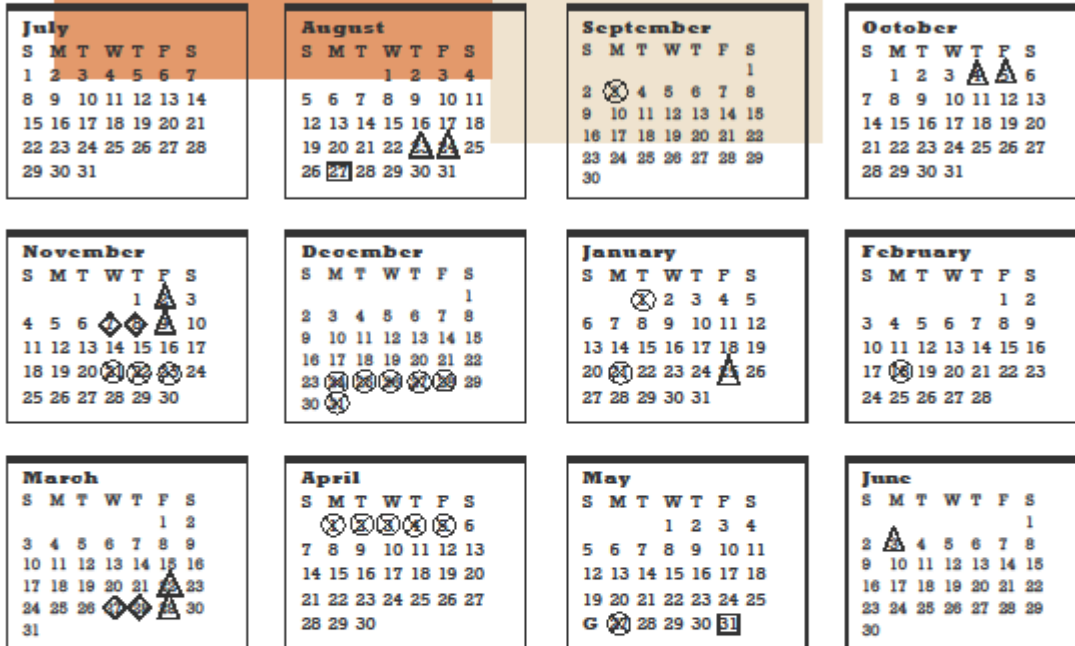 July
S M T W T F S
1 2 3 4 5 6 7
8 9 10 11 12 13 14
15 16 17 18 19 20 21
22 23 24 25 26 27 28
29 30 31
August
S M T W T F S
1 2 3 4
5 6 7 8 9 10 11
12 13 14 15 16 17 18
19 20 21 22 23 24 25
26 27 28 29 30 31
September
S M T W T F S
1
2 3 4 5 6 7 8
9 10 11 12 13 14 15
16 17 18 19 20 21 22
23 24 25 26 27 28 29
30
October
S M T W T F S
1 2 3 4 5 6
7 8 9 10 11 12 13
14 15 16 17 18 19 20
21 22 23 24 25 26 27
28 29 30 31
November
S M T W T F S
1 2 3
4 5 6 7 8 9 10
11 12 13 14 15 16 17
18 19 20 21 22 23 24
25 26 27 28 29 30
December
S M T W T F S
1
2 3 4 5 6 7 8
9 10 11 12 13 14 15
16 17 18 19 20 21 22
23 24 25 26 27 28 29
30 31
January
S M T W T F S
1 2 3 4 5
6 7 8 9 10 11 12
13 14 15 16 17 18 19
20 21 22 23 24 25 26
27 28 29 30 31
February
S M T W T F S
1 2
3 4 5 6 7 8 9
10 11 12 13 14 15 16
17 18 19 20 21 22 23
24 25 26 27 28
March
S M T W T F S
1 2
3 4 5 6 7 8 9
10 11 12 13 14 15 16
17 18 19 20 21 22 23
24 25 26 27 28 29 30
31
April
S M T W T F S
1 2 3 4 5 6
7 8 9 10 11 12 13
14 15 16 17 18 19 20
21 22 23 24 25 26 27
28 29 30
May
S M T W T F S
1 2 3 4
5 6 7 8 9 10 11
12 13 14 15 16 17 18
19 20 21 22 23 24 25
G 27 28 29 30 31
June
S M T W T F S
1
2 3 4 5 6 7 8
9 10 11 12 13 14 15
16 17 18 19 20 21 22
23 24 25 26 27 28 29
30